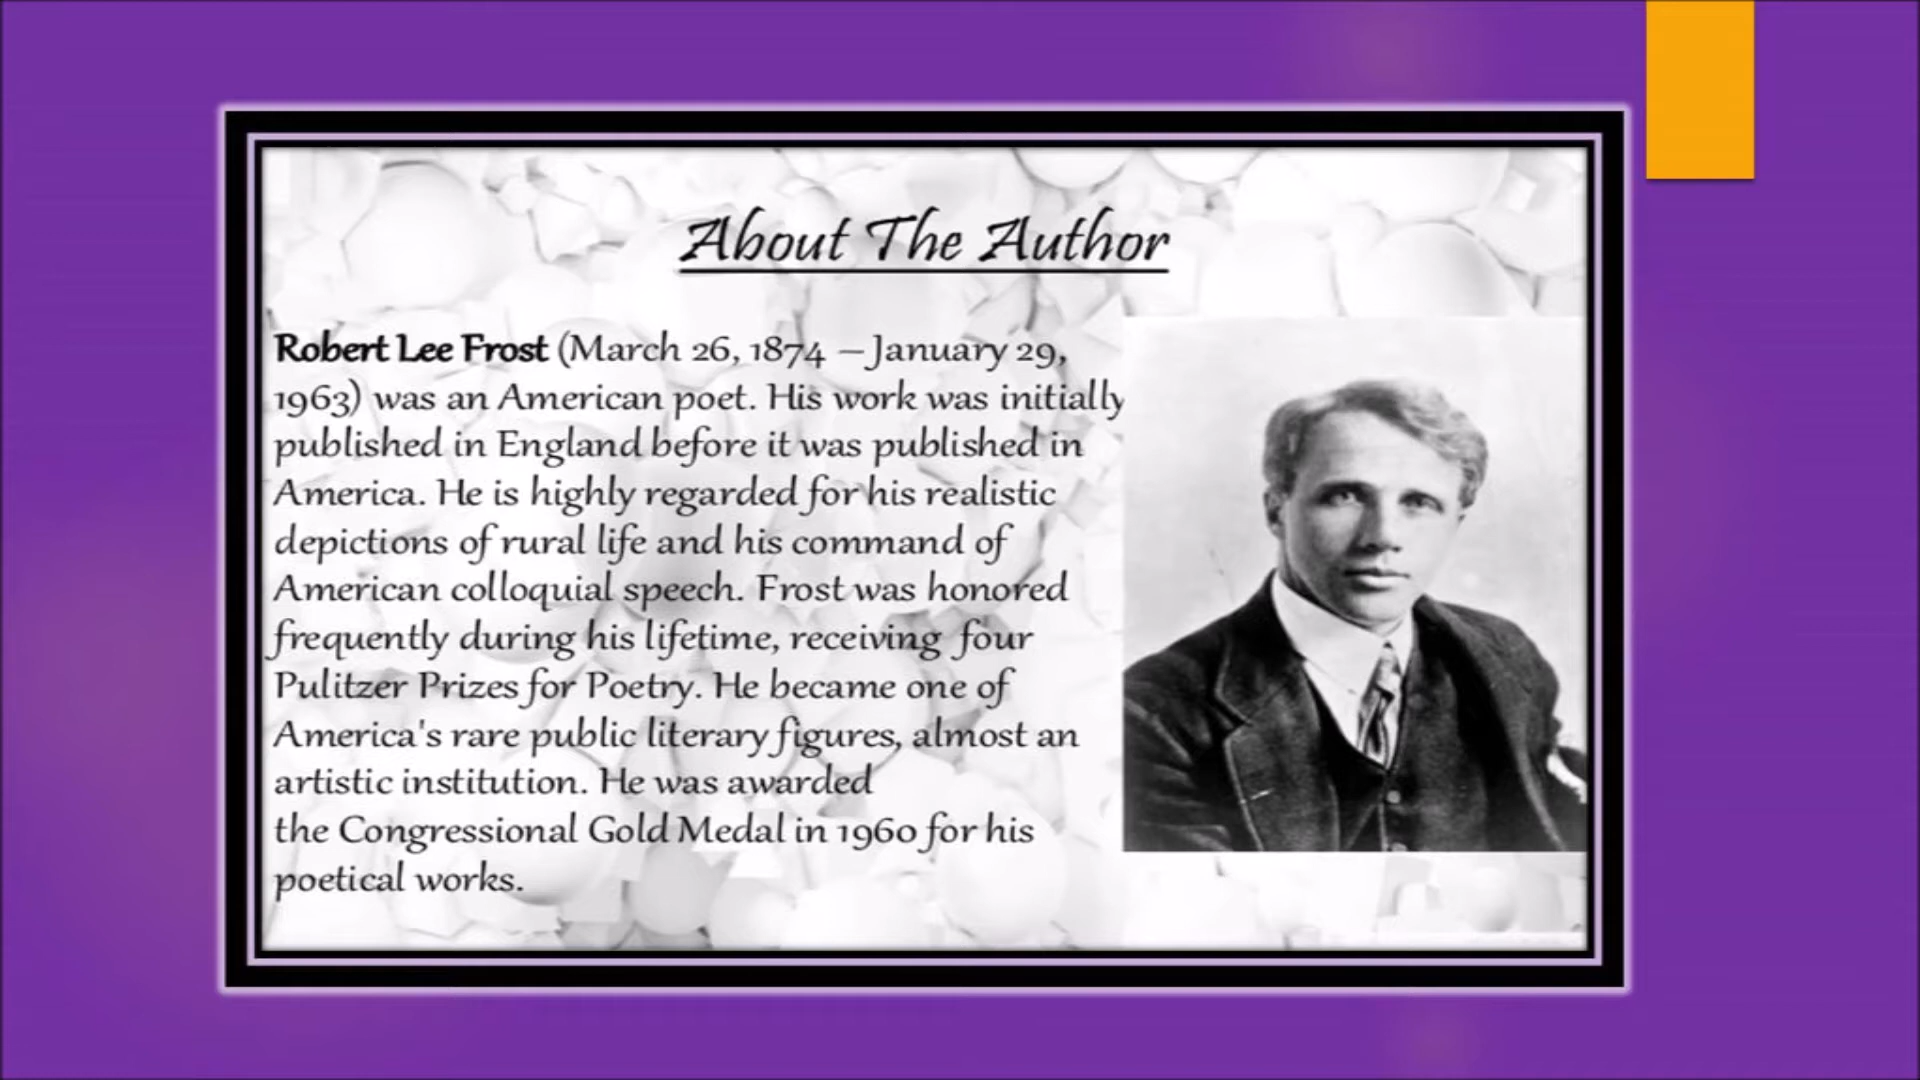 About The Author
Robert Lee Frost (March 26, 1874 – January 29,
1963) was an American poet. His work was initially
published in England before it was published in
America. He is highly regarded for his realistic
depictions of rural life and his command of
American colloquial speech. Frost was honored
frequently during his lifetime, receiving four
Pulitzer Prizes for Poetry. He became one of
America's rare public literary figures, almost an
artistic institution. He was awarded
the Congressional Gold Medal in 1960 for his
poetical works.